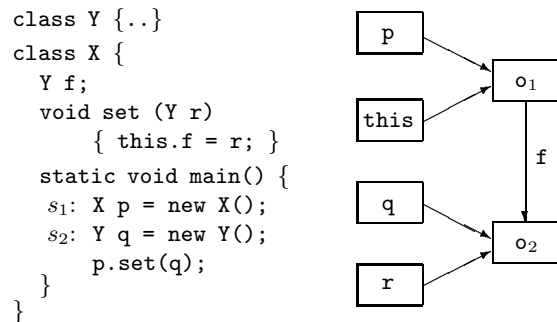 class Y {..}
class X {
Y f;
void set (Y r)
{ this.f = r; }
static void main() {
s1: X p = new X();
s2: Y q = new Y();
p.set(q);
}
}
p
o1
this
f
q
o2
r